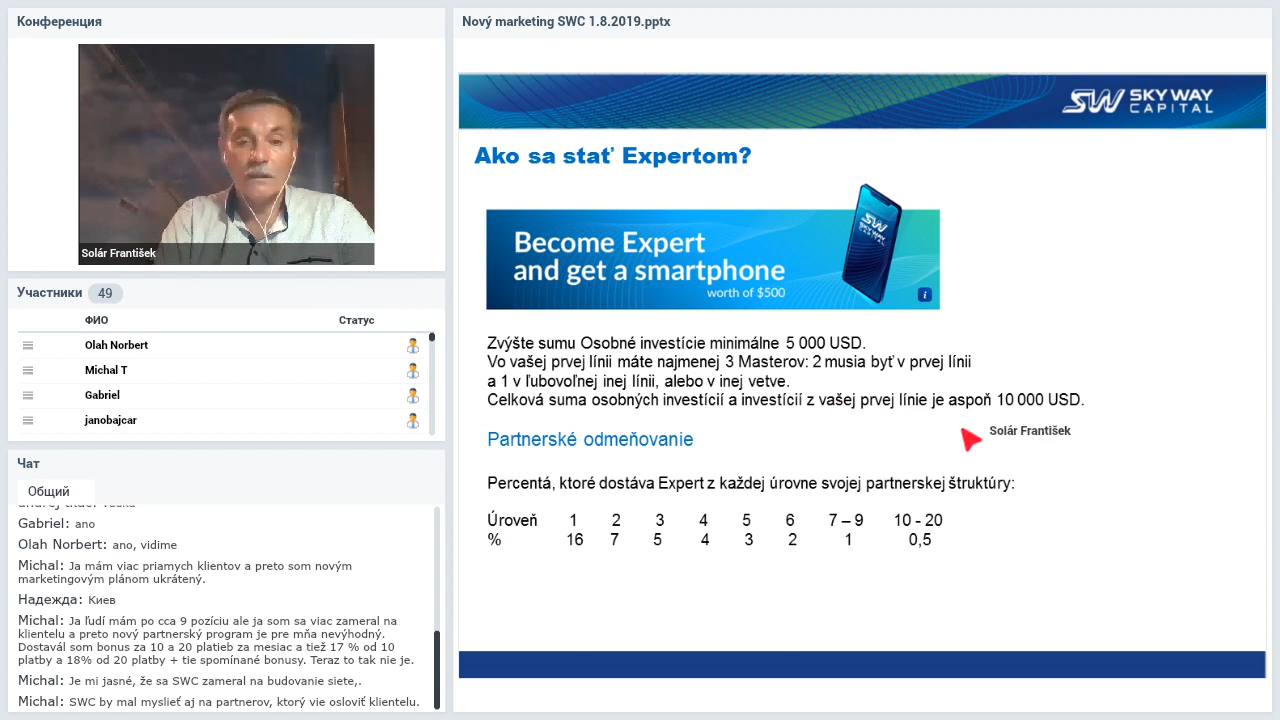 Конференция
Solár František
Участники 49
ФИО Статус
Olah Norbert
Michal T
Gabriel
janobajcar
Чат
Общий
Gabriel: ano
Olah Norbert: ano, vidime
Michal: Ja mám viac priamych klientov a preto som novým
marketingovým plánom ukrátený.
Надежда: Киев
Michal: Ja ľudí mám po cca 9 pozíciu ale ja som sa viac zameral na
klientelu a preto nový partnerský program je pre mňa nevýhodný.
Dostavál som bonus za 10 a 20 platieb za mesiac a tiež 17 % od 10
platby a 18% od 20 platby + tie spomínané bonusy. Teraz to tak nie je.
Michal: Je mi jasné, že sa SWC zameral na budovanie siete,.
Michal: SWC by mal myslieť aj na partnerov, ktorý vie osloviť klientelu.
Nový marketing SWC 1.8.2019.pptx
SW SKY WAY
CAPITAL
Ako sa stať Expertom?
Become Expert
and get a smartphone
worth of $500
SW
SKY WAY
CAPITAL
i
Zvýšte sumu Osobné investície minimálne 5 000 USD.
Vo vašej prvej línii máte najmenej 3 Masterov: 2 musia byť v prvej línii
a 1 v ľubovoľnej inej línii, alebo v inej vetve.
Celková suma osobných investícií a investícií z vašej prvej línie je aspoň 10 000 USD.
Solár František
Partnerské odmeňovanie
Percentá, ktoré dostáva Expert z každej úrovne svojej partnerskej štruktúry:
Úroveň 1 2 3 4 5 6 7 – 9 10 - 20
% 16 7 5 4 3 2 1 0,5